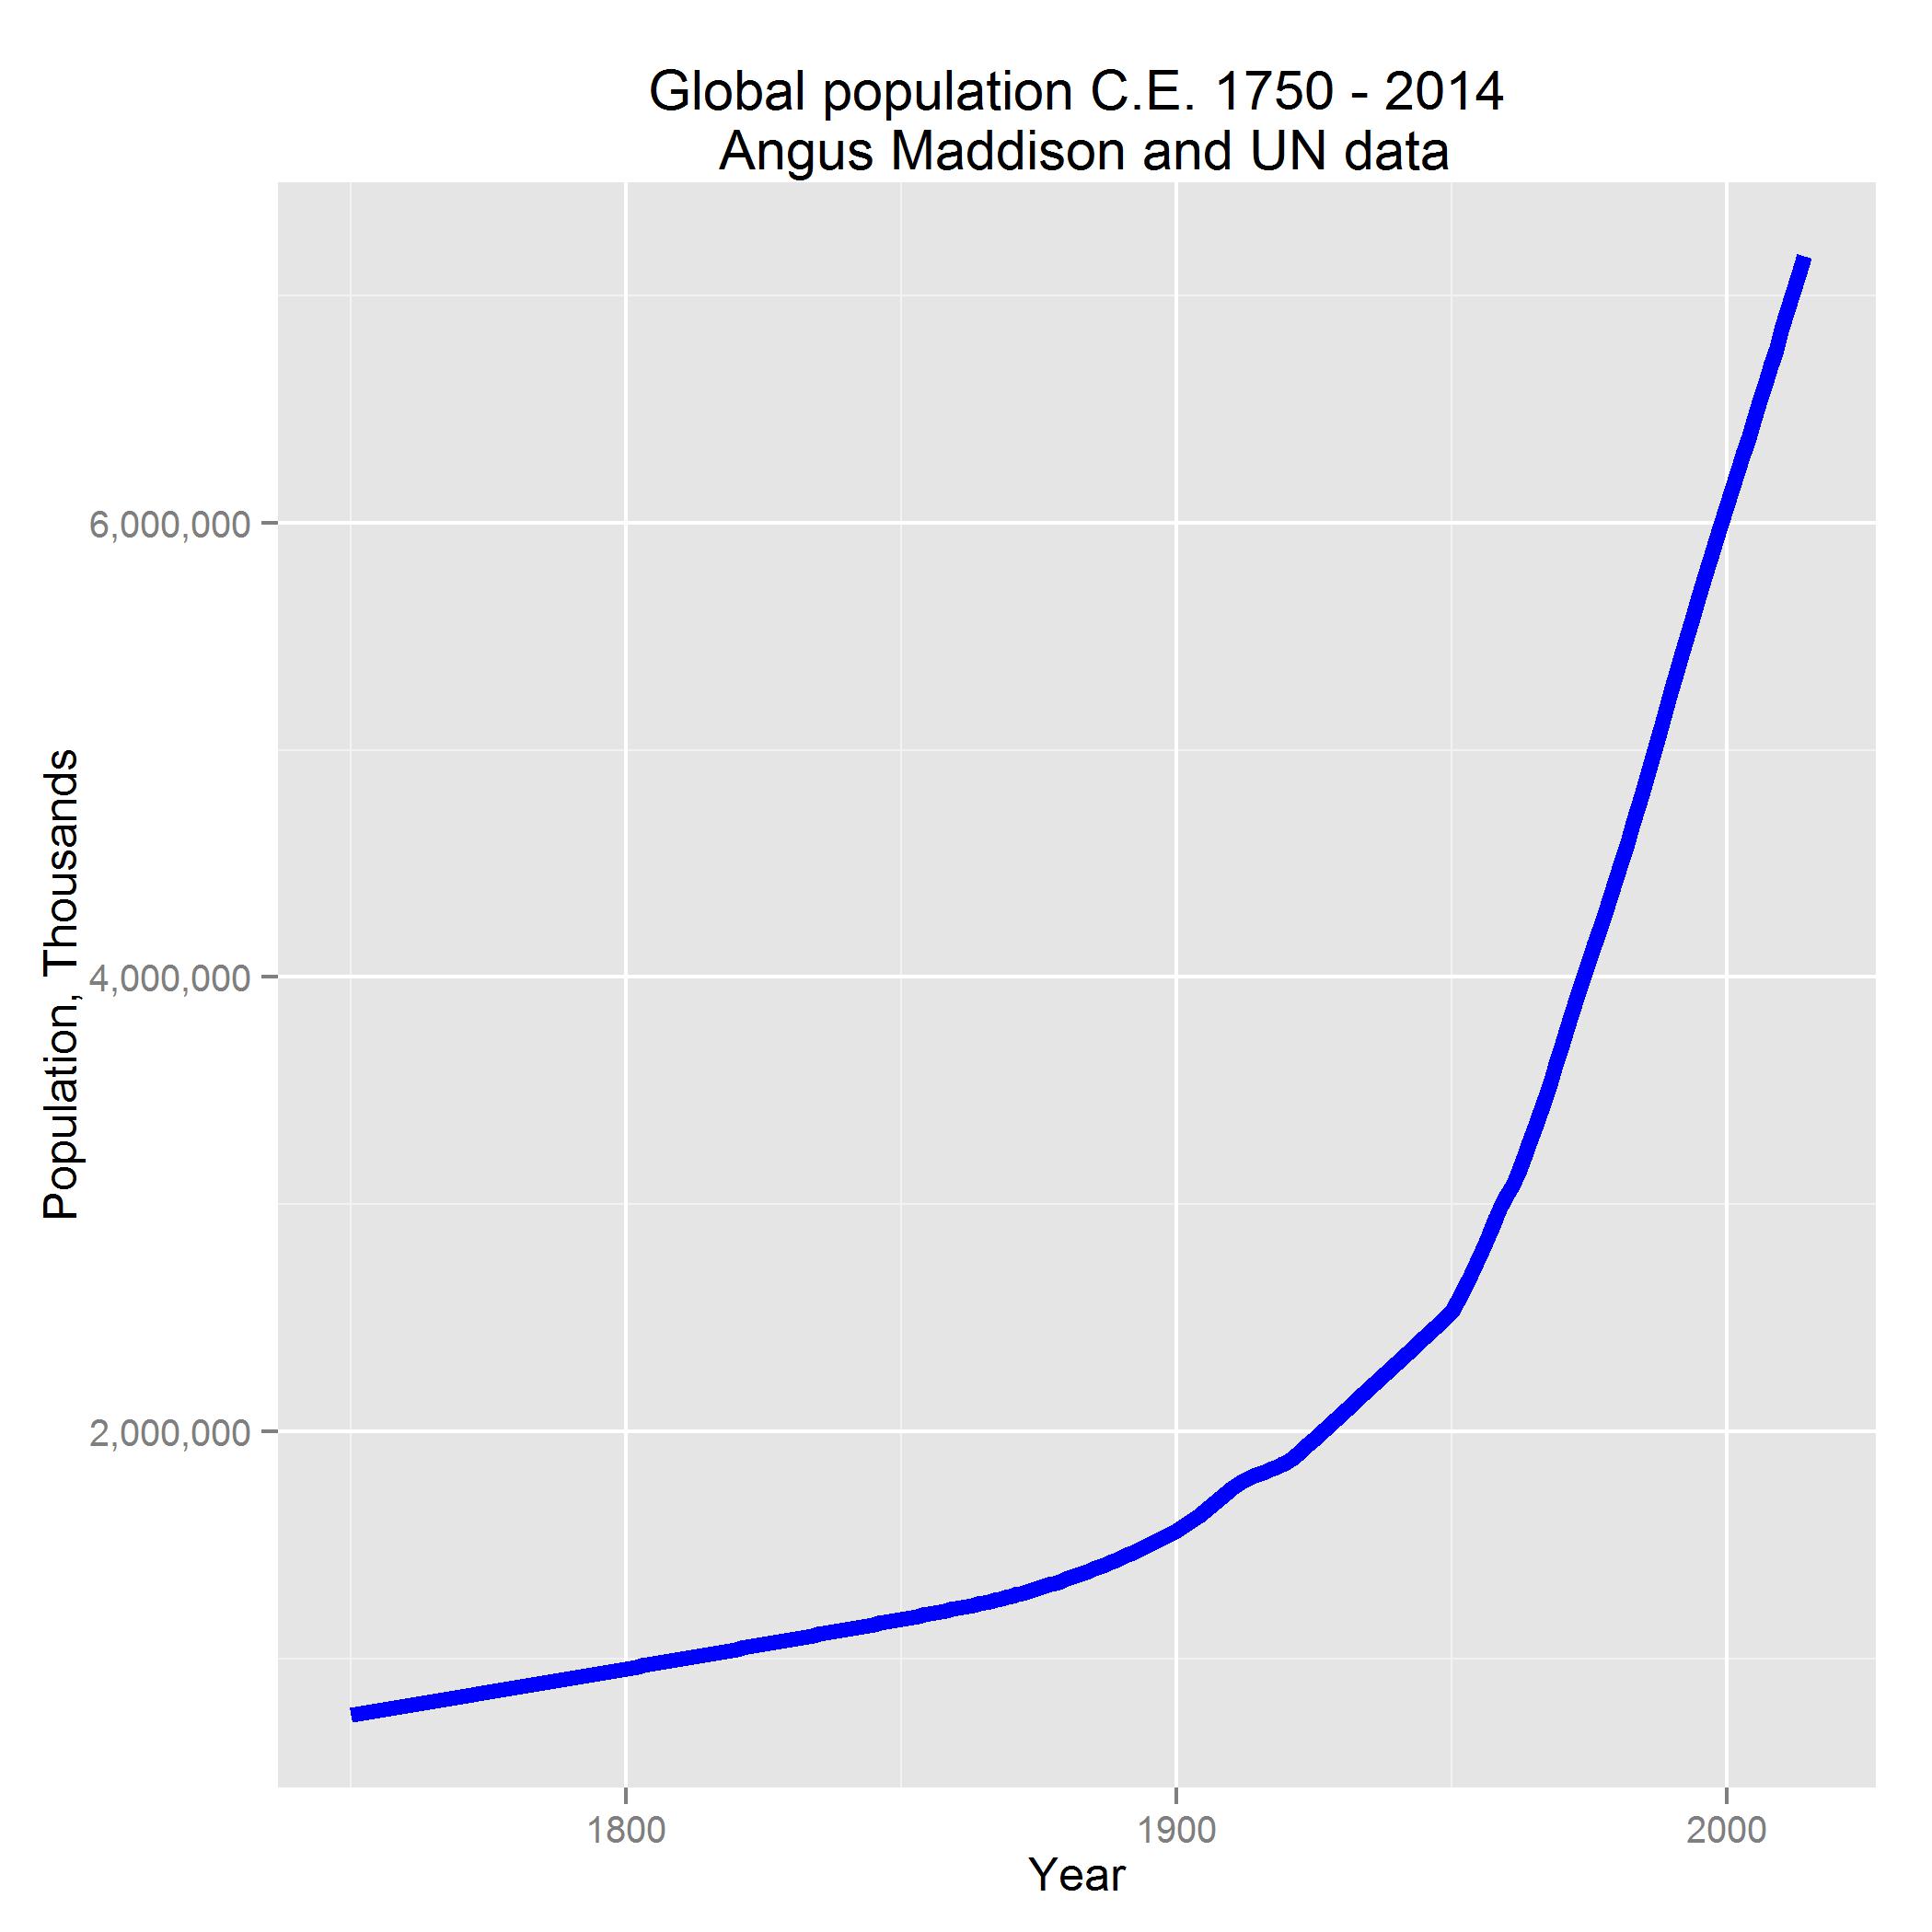 Global population C.E. 1750 - 2014
Angus Maddison and UN data
Population, Thousands
6,000,000
4,000,000
2,000,000
1800
1900
2000
Year